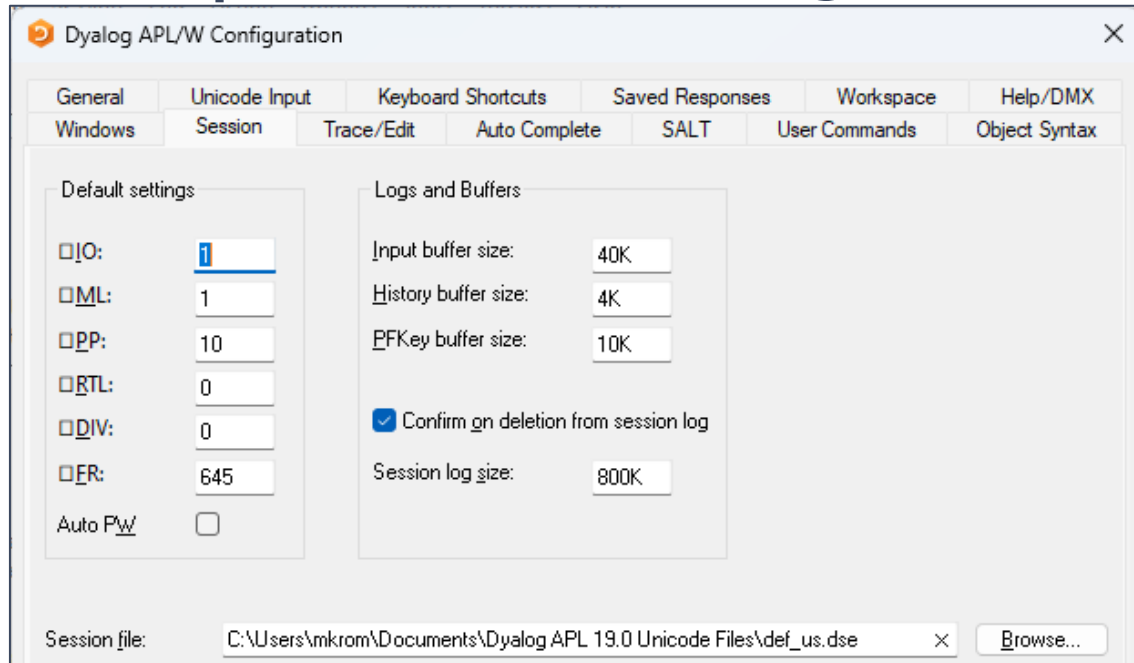 Dyalog APL/W Configuration
General Unicode Input Keyboard Shortcuts Saved Responses Workspace Help/DMX
Windows Session Trace/Edit Auto Complete SALT User Commands Object Syntax
Default settings Logs and Buffers
⎕IO: 1 Input buffer size: 40K
⎕ML: 1 History buffer size: 4K
⎕PP: 10 PFKey buffer size: 10K
⎕RTL: 0
⎕DIV: 0 Confirm on deletion from session log
⎕FR: 645 Session log size: 800K
Auto PW
Session file: C:\Users\mkrom\Documents\Dyalog APL 19.0 Unicode Files\def_us.dse Browse...